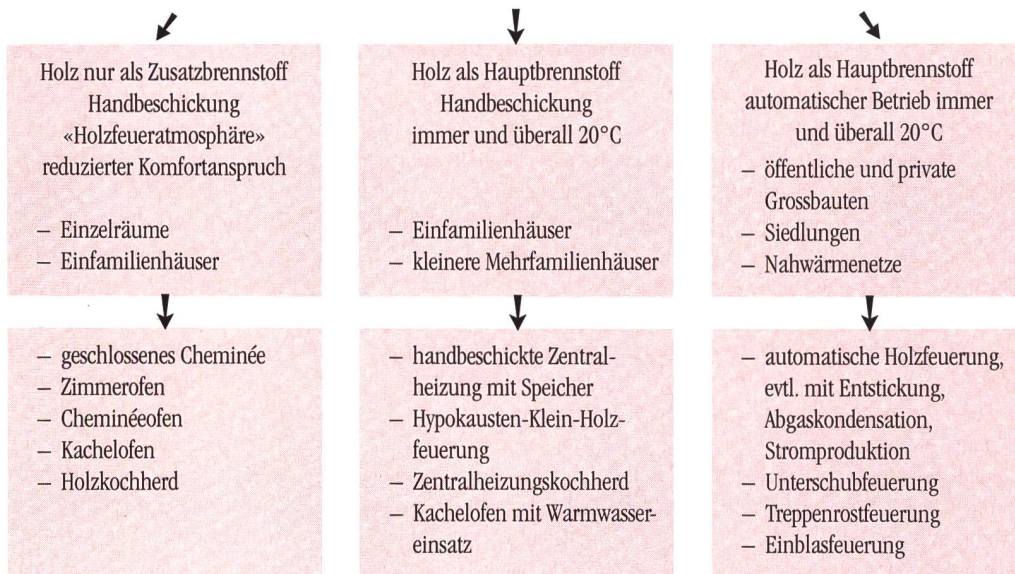 Holz nur als Zusatzbrennstoff
Handbeschickung
«Holzfeueratmosphäre»
reduzierter Komfortanspruch
– Einzelräume
– Einfamilienhäuser
Holz als Hauptbrennstoff
Handbeschickung
immer und überall 20°C
– Einfamilienhäuser
– kleinere Mehrfamilienhäuser
Holz als Hauptbrennstoff
automatischer Betrieb immer
und überall 20°C
– öffentliche und private
Grossbauten
– Siedlungen
– Nahwärmenetze
– geschlossenes Cheminée
– Zimmerofen
– Cheminéeofen
– Kachelofen
– Holzkochherd
– handbeschickte Zentral-
heizung mit Speicher
– Hypokausten-Klein-Holz-
feuerung
– Zentralheizungskochherd
– Kachelofen mit Warmwasser-
einsatz
– automatische Holzfeuerung,
evtl. mit Entstickung,
Abgaskondensation,
Stromproduktion
– Unterschubfeuerung
– Treppenrostfeuerung
– Einblasfeuerung